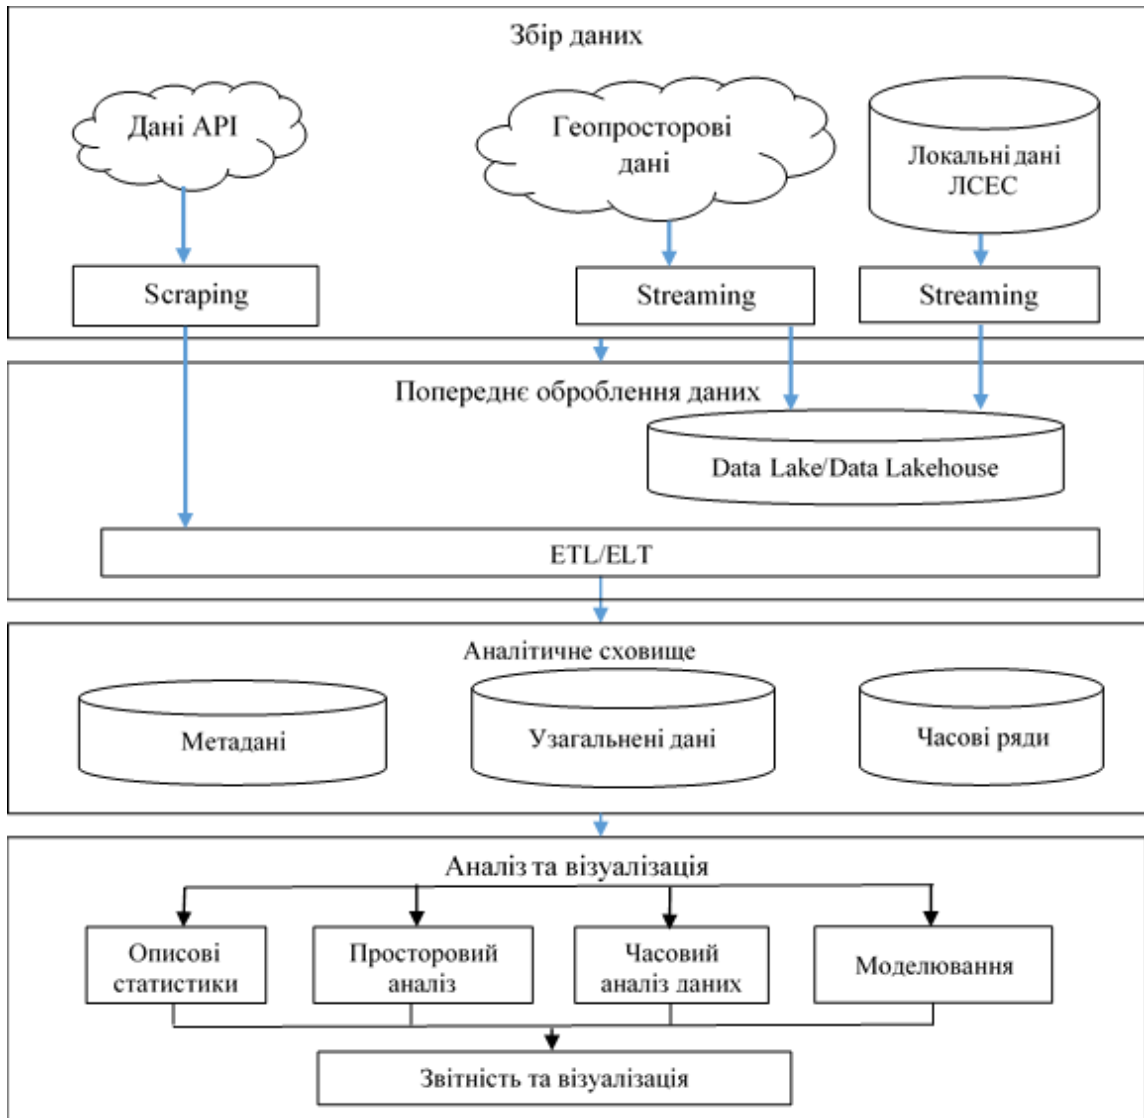 Збір даних
Дані API
Геопросторові
дані
Локальні дані
ЛСЕС
Scraping
Streaming
Streaming
Попереднє оброблення даних
Data Lake/Data Lakehouse
ETL/ELT
Аналітичне сховище
Метадані
Узагальнені дані
Часові ряди
Аналіз та візуалізація
Описові
статистики
Просторовий
аналіз
Часовий
аналіз даних
Моделювання
Звітність та візуалізація